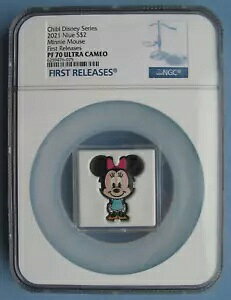 Chibi Disney Series
2021 Niue S$2
Minnie Mouse
First Releases
PF 70 ULTRA CAMEO
FIRST RELEASES®
NGC®